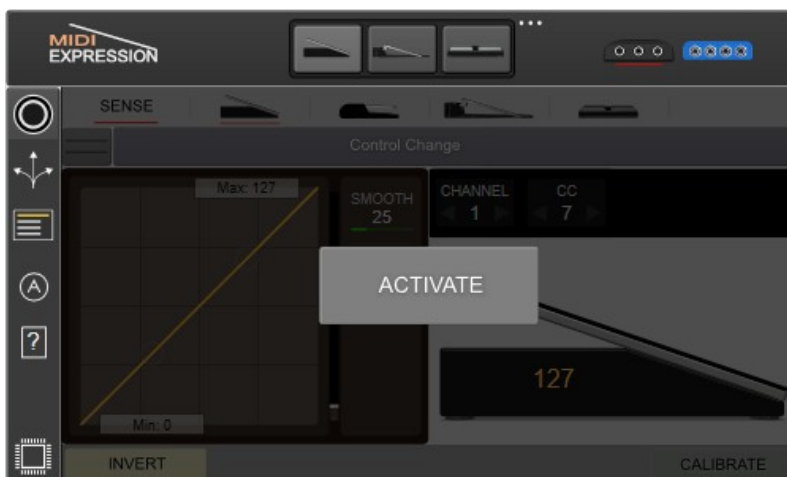 MIDI
EXPRESSION
SENSE
Control Change
Max: 127
SMOOTH
25
CHANNEL
1
CC
7
ACTIVATE
A
?
127
Min: 0
INVERT
CALIBRATE